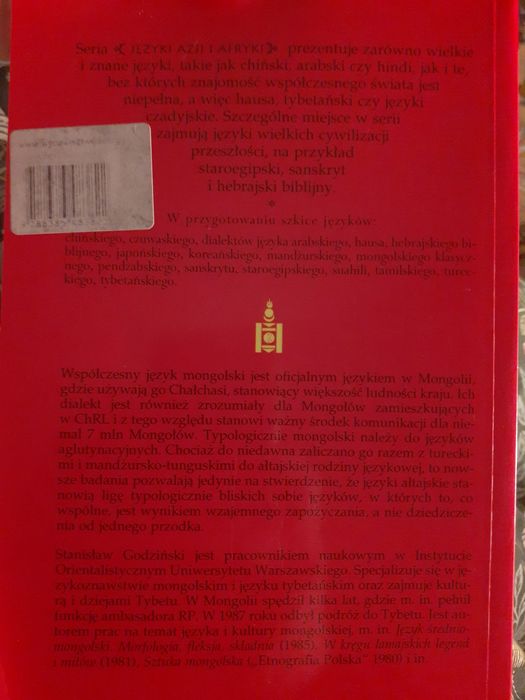 Seria ❮ JĘZYKI AZJI I AFRYKI ❯ prezentuje zarówno wielkie
i znane języki, takie jak chiński, arabski czy hindi, jak i te,
bez których znajomość współczesnego świata jest
niepełna, a więc hausa, tybetański czy języki
czadyjskie. Szczególne miejsce w serii
zajmują języki wielkich cywilizacji
przeszłości, na przykład
staroegipski, sanskryt
i hebrajski biblijny.
*
W przygotowaniu szkice języków:
chińskiego, czuwaskiego, dialektów języka arabskiego, hausa, hebrajskiego bi-
blijnego, japońskiego, koreańskiego, mandżurskiego, mongolskiego klasycz-
nego, pendżabskiego, sanskrytu, staroegipskiego, suahili, tamilskiego, turec-
kiego, tybetańskiego.
Współczesny język mongolski jest oficjalnym językiem w Mongolii,
gdzie używają go Chałchasi, stanowiący większość ludności kraju. Ich
dialekt jest również zrozumiały dla Mongołów zamieszkujących
w ChRL i z tego względu stanowi ważny środek komunikacji dla nie-
mal 7 mln Mongołów. Typologicznie mongolski należy do języków
aglutynacyjnych. Chociaż do niedawna zaliczano go razem z turecki-
mi i mandżursko-tunguskimi do ałtajskiej rodziny językowej, to now-
sze badania pozwalają jedynie na stwierdzenie, że języki ałtajskie stano-
wią ligę typologicznie bliskich sobie języków, w których to, co
wspólne, jest wynikiem wzajemnego zapożyczania, a nie dziedzicze-
nia od jednego przodka.
Stanisław Godziński jest pracownikiem naukowym w Instytucie
Orientalistycznym Uniwersytetu Warszawskiego. Specjalizuje się w ję-
zykoznawstwie mongolskim i języku tybetańskim oraz zajmuje kultu-
rą i dziejami Tybetu. W Mongolii spędził kilka lat, gdzie m. in. pełnił
funkcję ambasadora RP. W 1987 roku odbył podróż do Tybetu. Jest au-
torem prac na temat języka i kultury mongolskiej, m. in. Język średnio-
mongolski. Morfologia, fleksja, składnia (1985), W kręgu lamajskich legend
i mitów (1981), Sztuka mongolska („Etnografia Polska” 1980) i in.